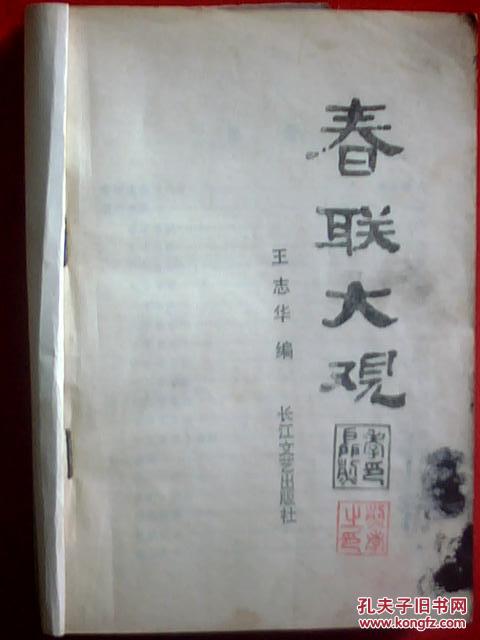 春联大观
王志华 编
长江文艺出版社
孔夫子旧书网
www.kongfz.com